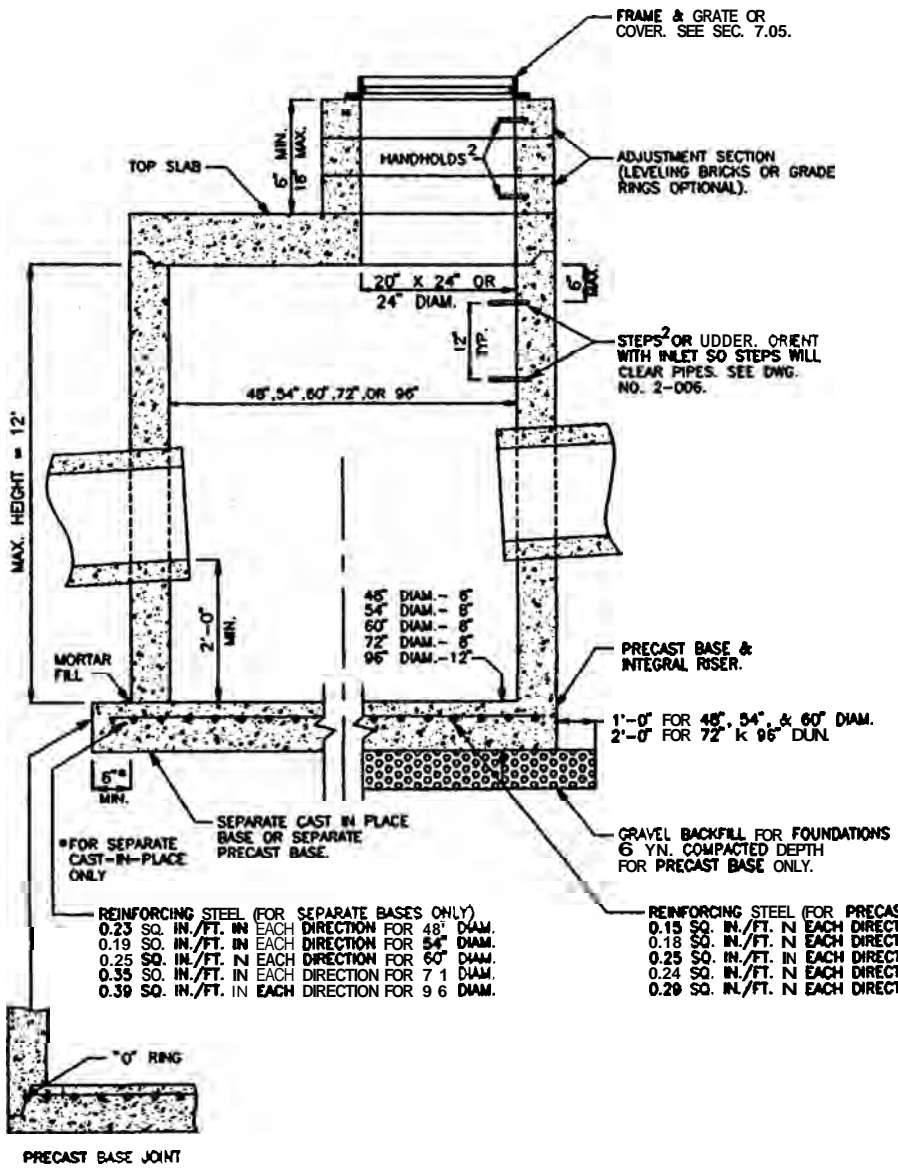 FRAME & GRATE OR
COVER. SEE SEC. 7.05.
6" MIN.
16" MAX.
TOP SLAB
HANDHOLDS 2
ADJUSTMENT SECTION
(LEVELING BRICKS OR GRADE
RINGS OPTIONAL).
20" X 24" OR
24" DIAM.
6"
MAX.
12"
TYP.
STEPS 2 OR UDDER. ORIENT
WITH INLET SO STEPS WILL
CLEAR PIPES. SEE DWG.
NO. 2-006.
48", 54", 60", 72", OR 96"
MAX. HEIGHT = 12'
2'-0"
MIN.
48" DIAM.-
54" DIAM.-
60" DIAM.-
72" DIAM.-
96" DIAM.-12"
MORTAR
FILL
PRECAST BASE &
INTEGRAL RISER.
1'-0" FOR 48", 54", & 60" DIAM.
2'-0" FOR 72" k 96" DUN.
6"*
MIN.
SEPARATE CAST IN PLACE
BASE OR SEPARATE
PRECAST BASE.
*FOR SEPARATE
CAST-IN-PLACE
ONLY
GRAVEL BACKFILL FOR FOUNDATIONS
6 YN. COMPACTED DEPTH
FOR PRECAST BASE ONLY.
REINFORCING STEEL (FOR SEPARATE BASES ONLY)
0.23 SQ. IN./FT. IN EACH DIRECTION FOR 48' DIAM.
0.19 SO. IN./FT. IN EACH DIRECTION FOR 54" DIAM.
0.25 SQ. IN./FT. N EACH DIRECTION FOR 60" DIAM.
0.35 SO. IN./FT. IN EACH DIRECTION FOR 7 1 DIAM.
0.39 SQ. IN./FT. IN EACH DIRECTION FOR 9 6 DIAM.
REINFORCING STEEL (FOR PRECAS
0.15 SQ. IN./FT. N EACH DIRECT
0.18 SQ. IN./FT. N EACH DIRECT
0.25 SQ. IN./FT. N EACH DIRECT
0.24 SQ. IN./FT. N EACH DIRECT
0.29 SQ. IN./FT. N EACH DIRECT
"O" RING
PRECAST BASE JOINT